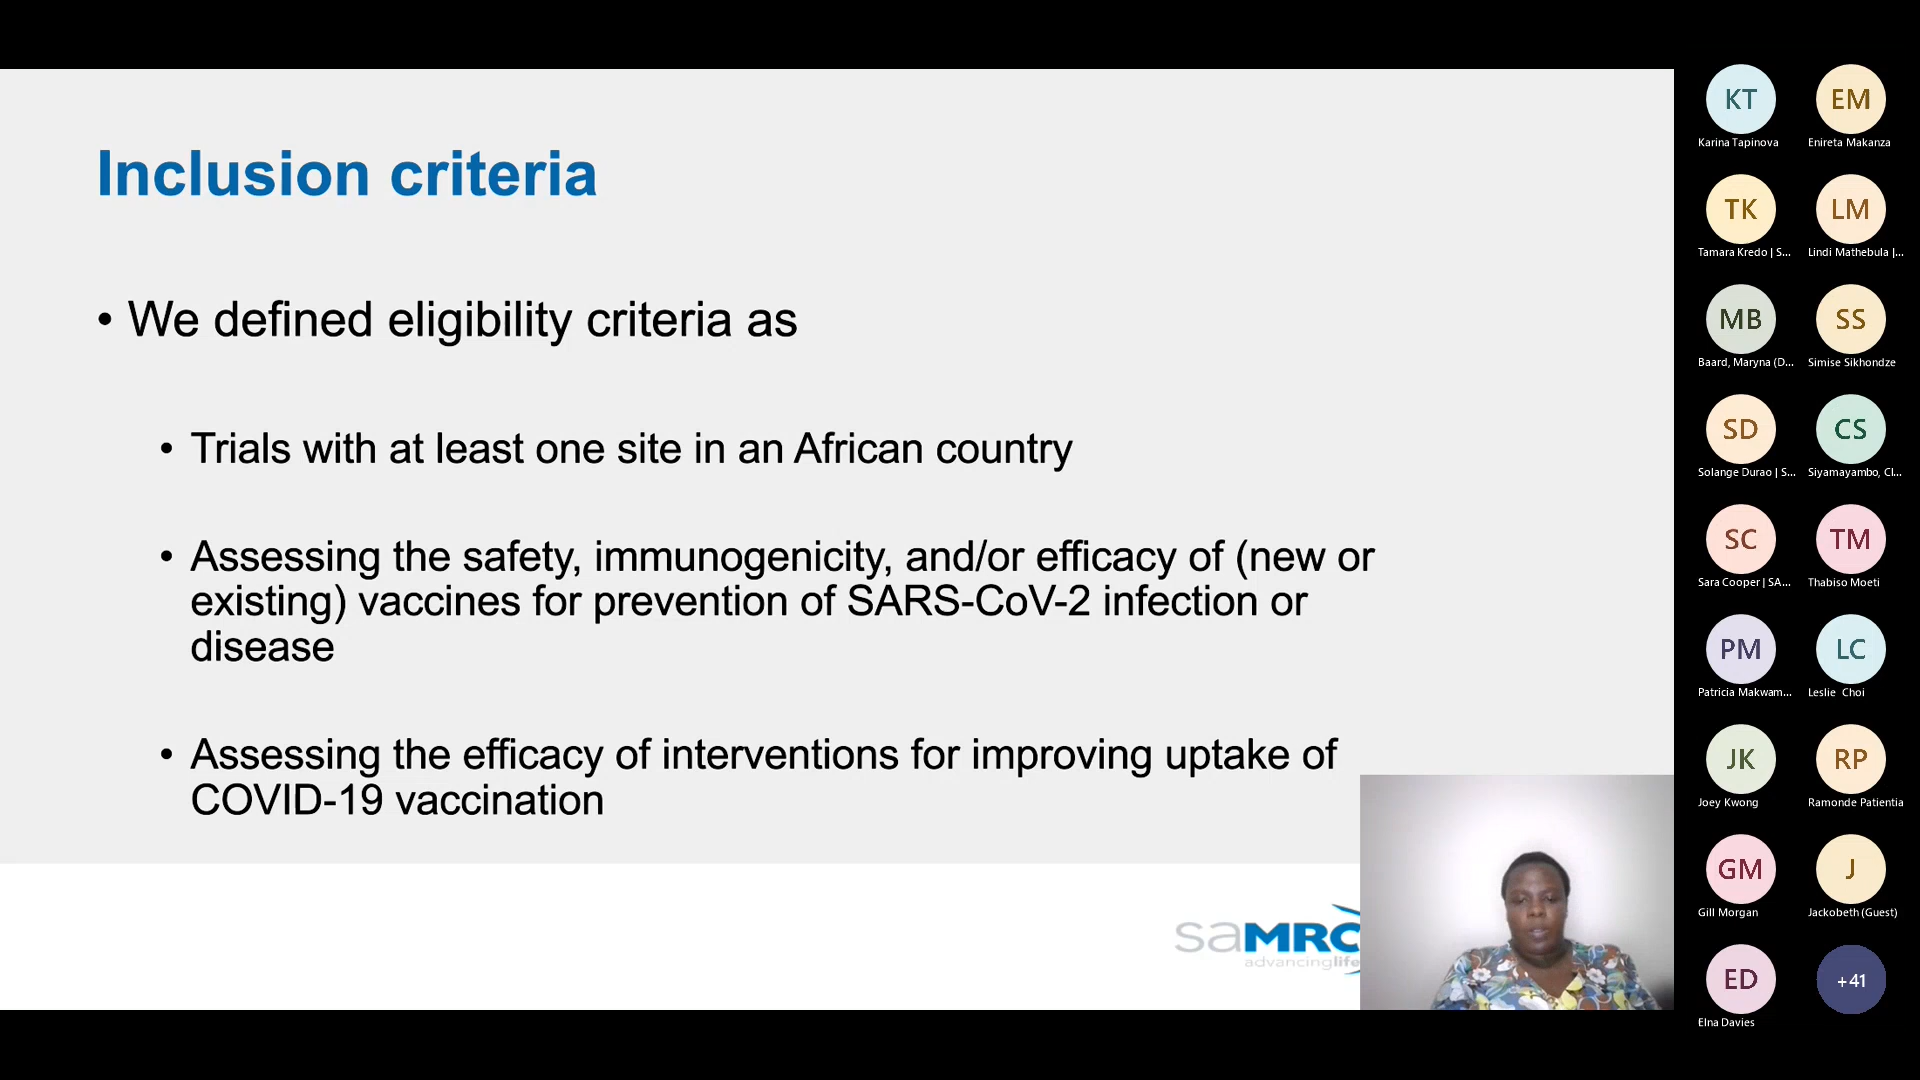 Inclusion criteria
• We defined eligibility criteria as
• Trials with at least one site in an African country
• Assessing the safety, immunogenicity, and/or efficacy of (new or
existing) vaccines for prevention of SARS-CoV-2 infection or
disease
• Assessing the efficacy of interventions for improving uptake of
COVID-19 vaccination
saMRC
advancinglife
KT
EM
Karina Tapinova
Enireta Makanza
TK
LM
Tamara Kredo | S...
Lindi Mathebula |...
MB
SS
Baard, Maryna (D...
Simise Sikhondze
SD
CS
Solange Durao | S...
Siyamayambo, Cl...
SC
TM
Sara Cooper | SA...
Thabiso Moeti
PM
LC
Patricia Makwam...
Leslie Choi
JK
RP
Joey Kwong
Ramonde Patientia
GM
J
Gill Morgan
Jackobeth (Guest)
ED
+41
Elna Davies